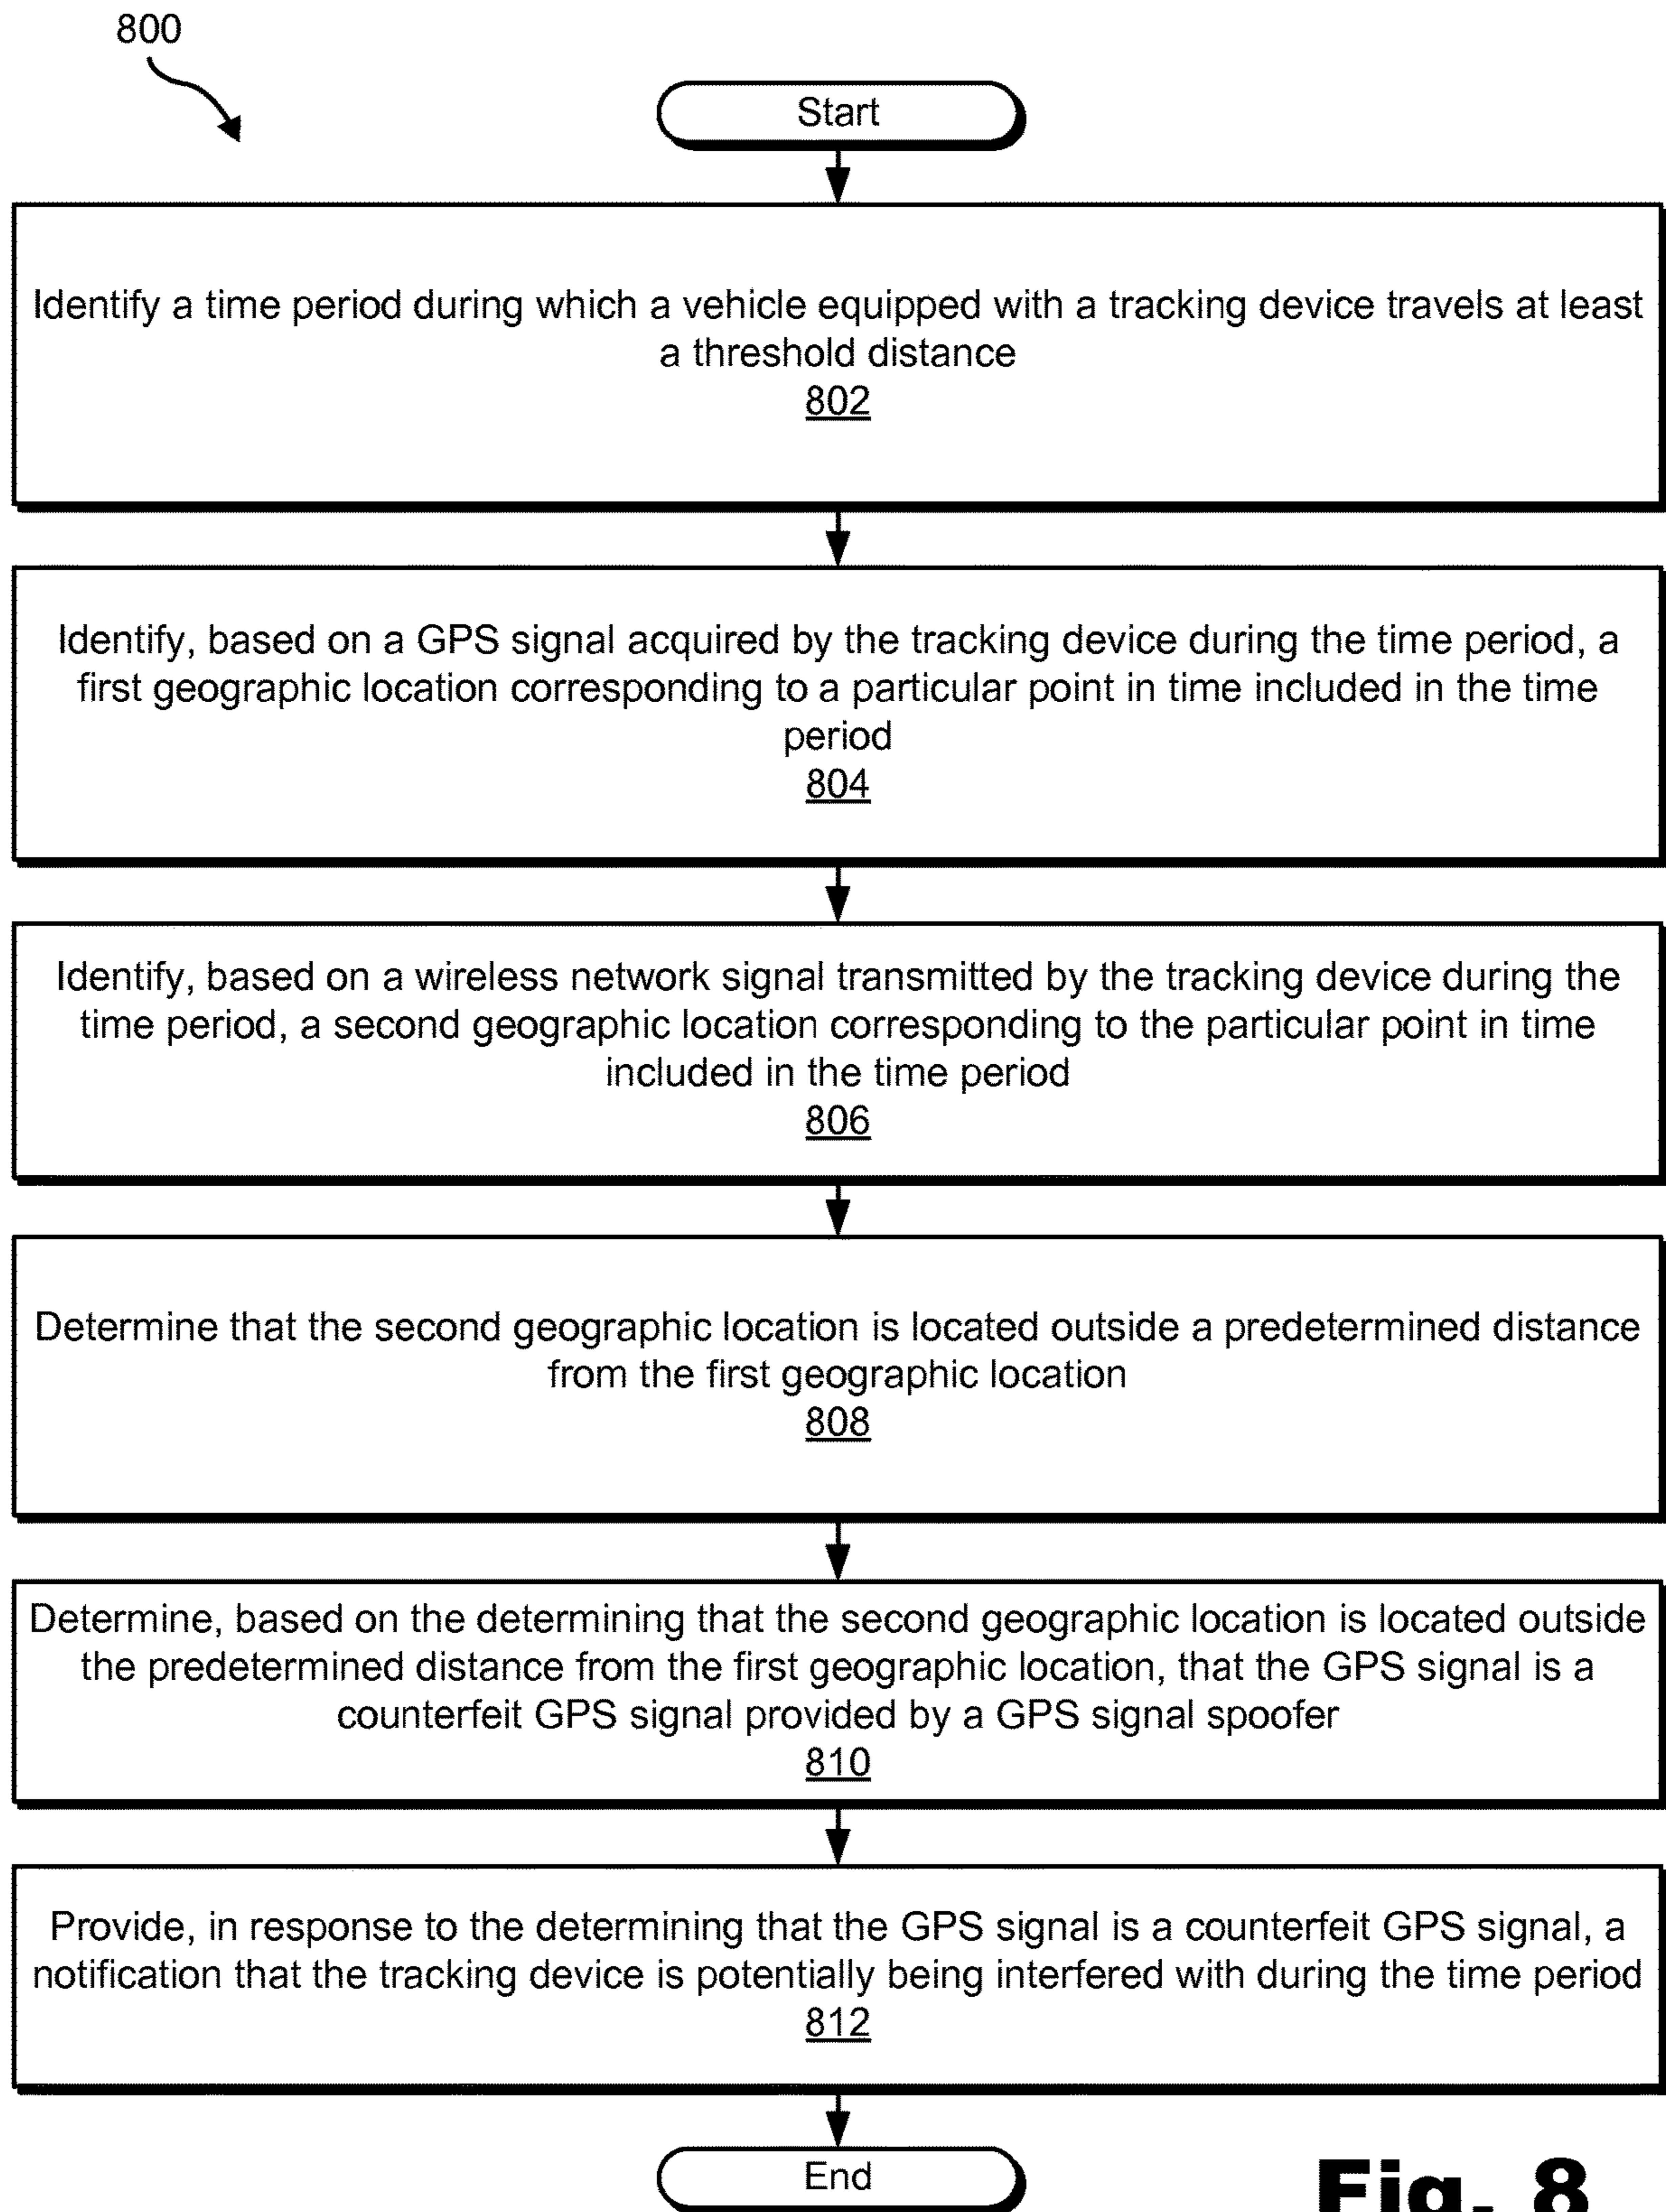 800
Start
Identify a time period during which a vehicle equipped with a tracking device travels at least
a threshold distance
802
Identify, based on a GPS signal acquired by the tracking device during the time period, a
first geographic location corresponding to a particular point in time included in the time
period
804
Identify, based on a wireless network signal transmitted by the tracking device during the
time period, a second geographic location corresponding to the particular point in time
included in the time period
806
Determine that the second geographic location is located outside a predetermined distance
from the first geographic location
808
Determine, based on the determining that the second geographic location is located outside
the predetermined distance from the first geographic location, that the GPS signal is a
counterfeit GPS signal provided by a GPS signal spoofer
810
Provide, in response to the determining that the GPS signal is a counterfeit GPS signal, a
notification that the tracking device is potentially being interfered with during the time period
812
End
Fig. 8